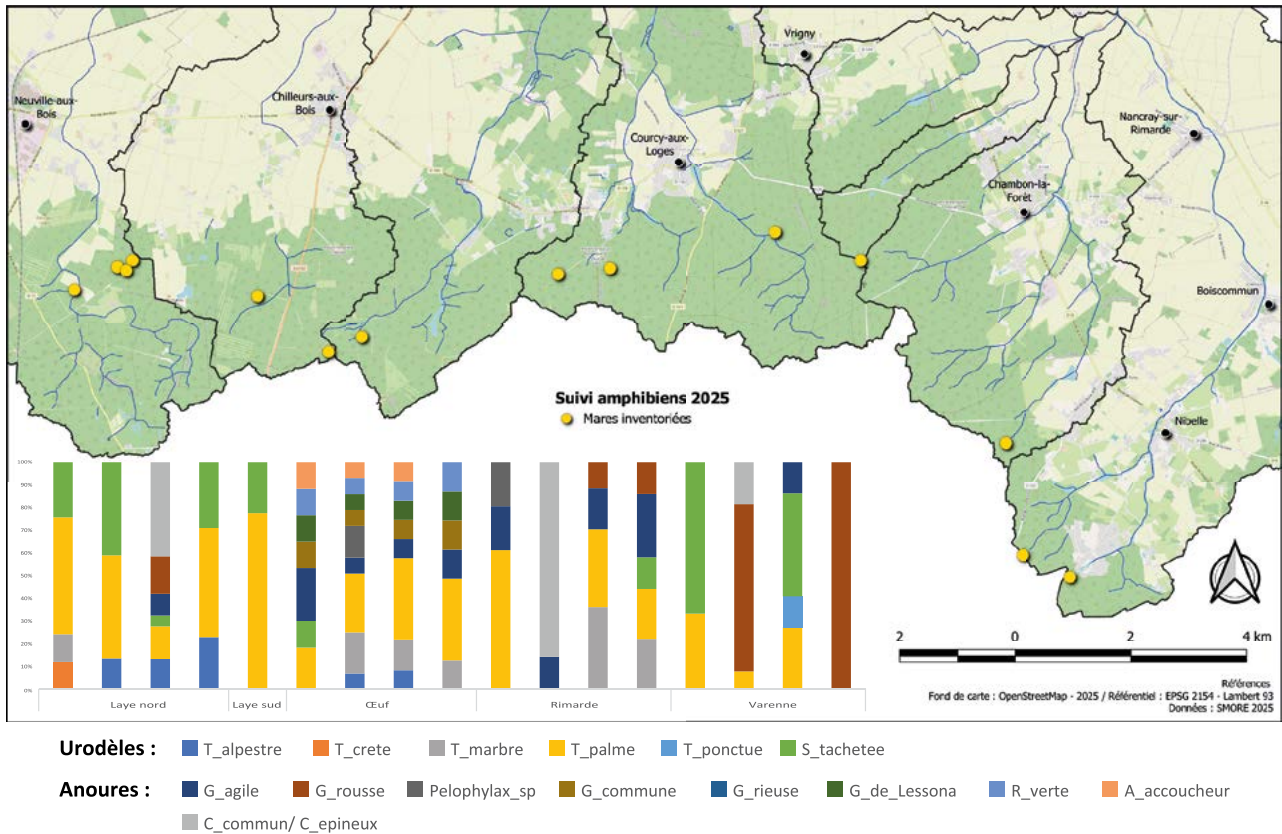 Vrigny
Neuville-aux-
Bois
Chilleurs-aux-
Bois
Courcy-aux-
Loges
Nancray-sur-
Rimarde
Chambon-la-
Forêt
Boiscommun
Nibelle
Suivi amphibiens 2025
Mares inventoriées
100%
90%
80%
70%
60%
50%
40%
30%
20%
10%
0%
Laye nord
Laye sud
Œuf
Rimarde
Varenne
2 0 2 4 km
Références
Fond de carte : OpenStreetMap - 2025 / Référentiel : EPSG 2154 - Lambert 93
Données : SMORE 2025
Urodèles : T_alpestre T_crete T_marbre T_palme T_ponctue S_tachetee
Anoures : G_agile G_rousse Pelophylax_sp G_commune G_rieuse G_de_Lessona R_verte A_accoucheur
C_commun/ C_epineux